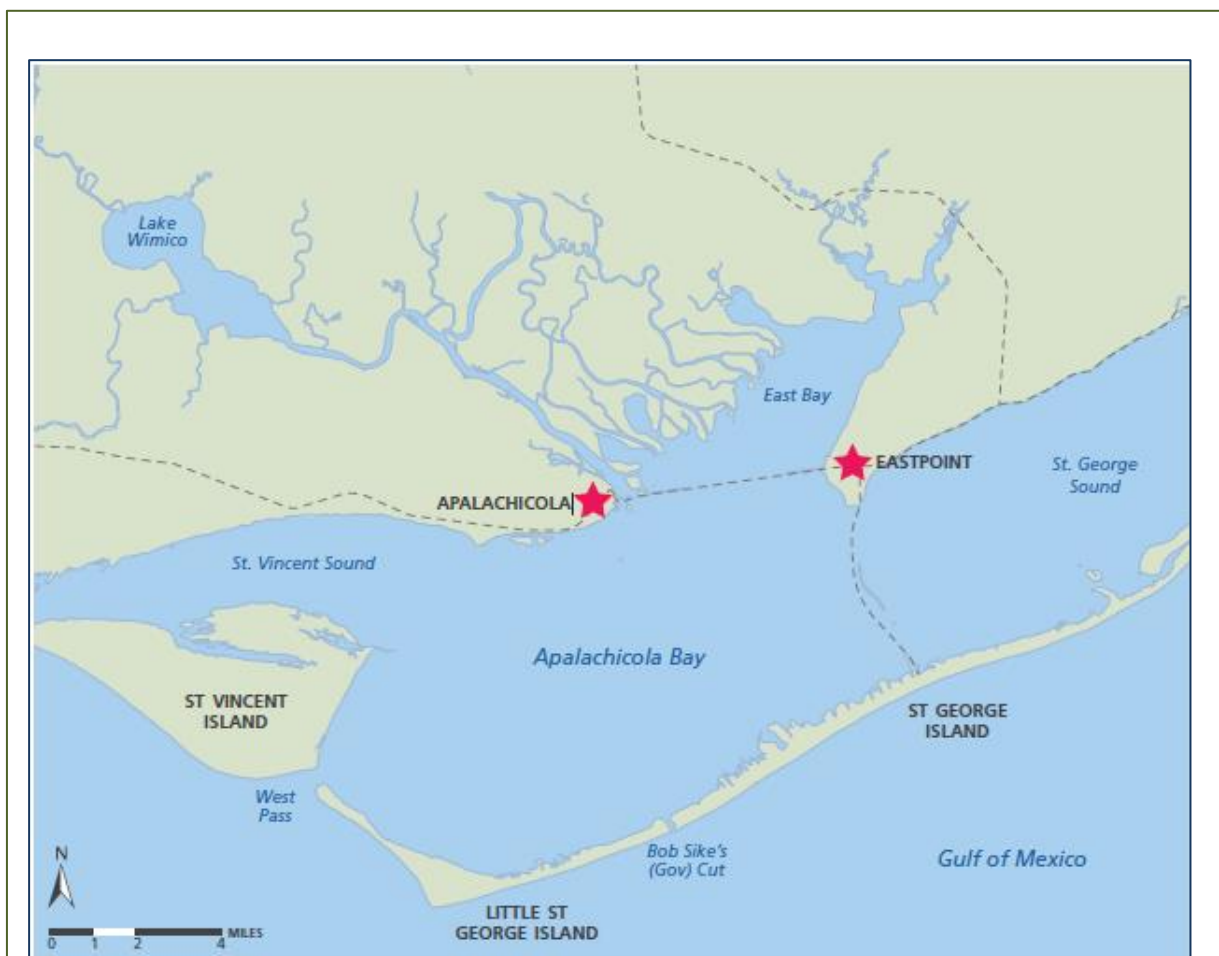 Lake
Wimico
East Bay
EASTPOINT
St. George
Sound
APALACHICOLA
St. Vincent Sound
Apalachicola Bay
ST VINCENT
ISLAND
ST GEORGE
ISLAND
West
Pass
Bob Sike's
(Gov) Cut
Gulf of Mexico
N
LITTLE ST
GEORGE ISLAND
MILES
0 1 2 4